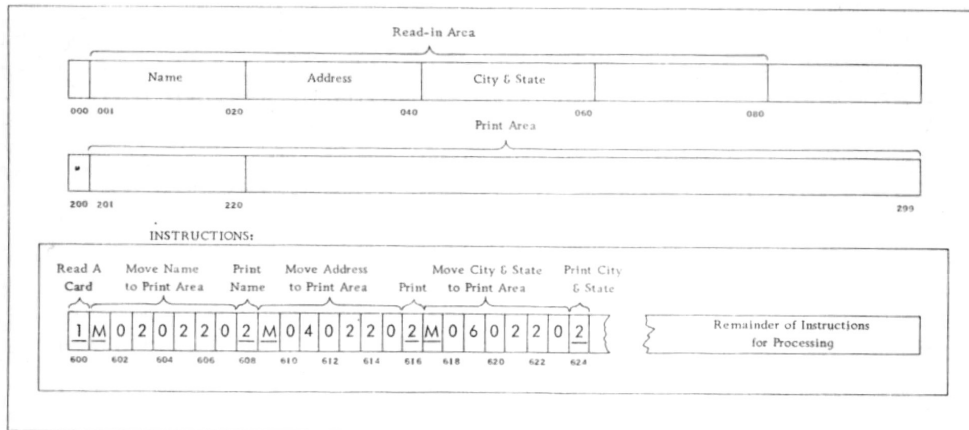 Read-in Area
Name Address City & State
000 001 020 040 060 080
Print Area
200 201 220 299
INSTRUCTIONS:
Read A Move Name Print Move Address Move City & State Print City
Card to Print Area Name to Print Area Print to Print Area & State
1 M 0 2 0 2 2 0 2 M 0 4 0 2 2 0 2 M 0 6 0 2 2 0 2 Remainder of Instructions
for Processing
600 602 604 606 608 610 612 614 616 618 620 622 624